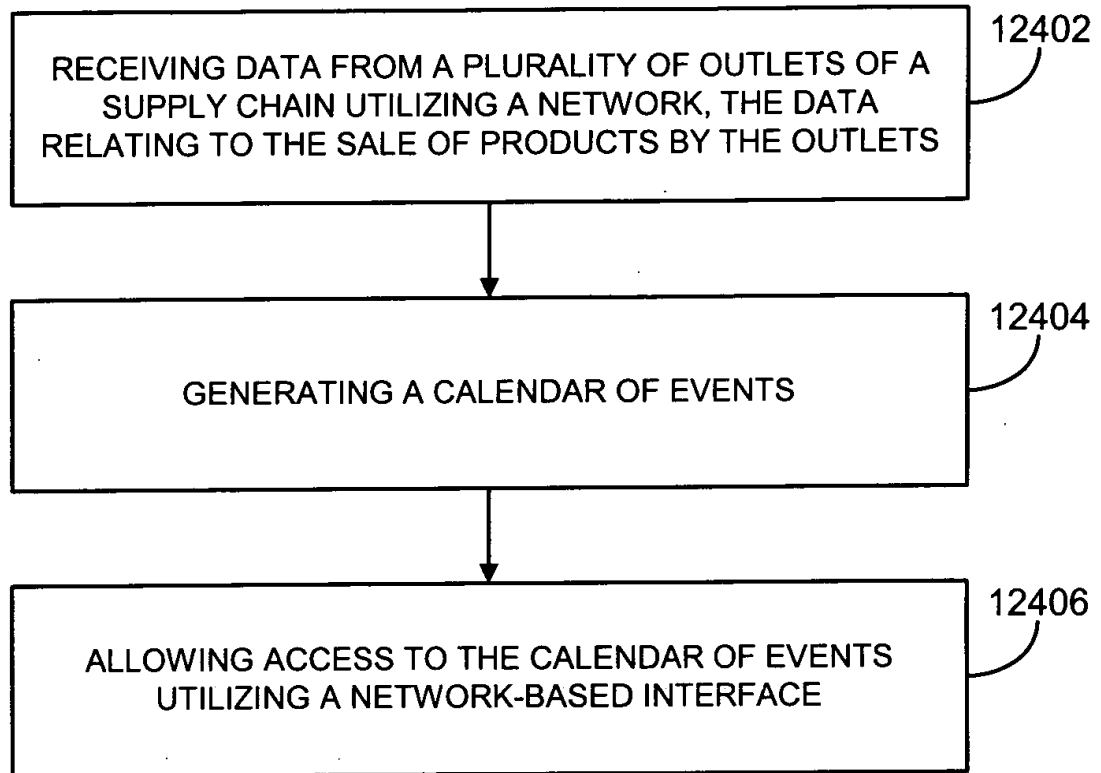 12402
RECEIVING DATA FROM A PLURALITY OF OUTLETS OF A
SUPPLY CHAIN UTILIZING A NETWORK, THE DATA
RELATING TO THE SALE OF PRODUCTS BY THE OUTLETS
12404
GENERATING A CALENDAR OF EVENTS
12406
ALLOWING ACCESS TO THE CALENDAR OF EVENTS
UTILIZING A NETWORK-BASED INTERFACE